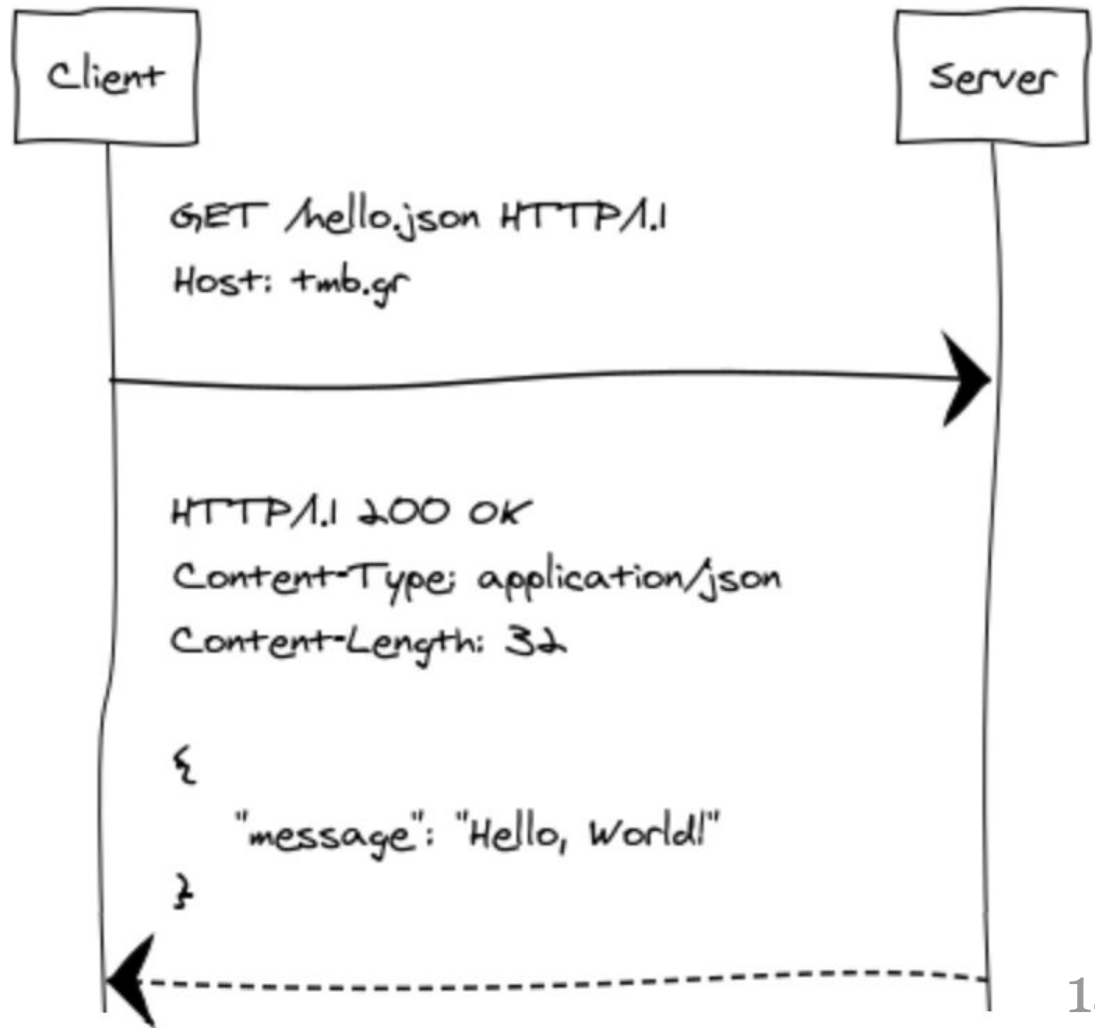 Client
Server
GET /hello.json HTTP/1.1
Host: tmb.gr
HTTP/1.1 200 OK
Content-Type: application/json
Content-Length: 32
{
"message": "Hello, World!"
}